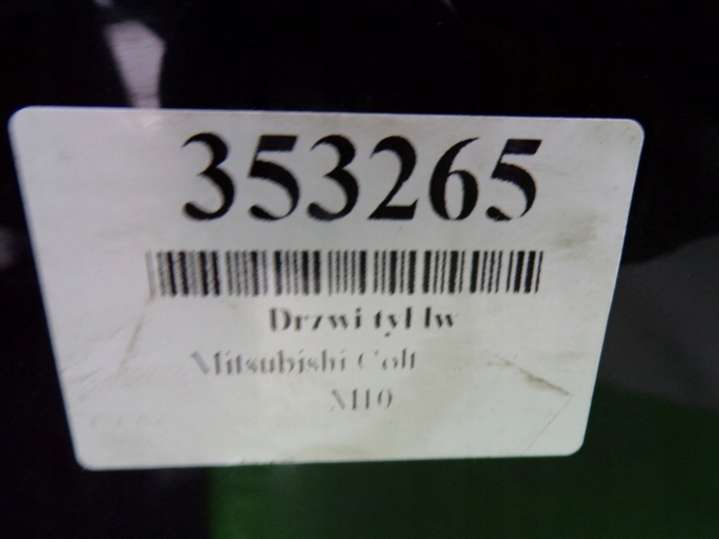 353265
Drzwi tył lw
Mitsubishi Colt
M10